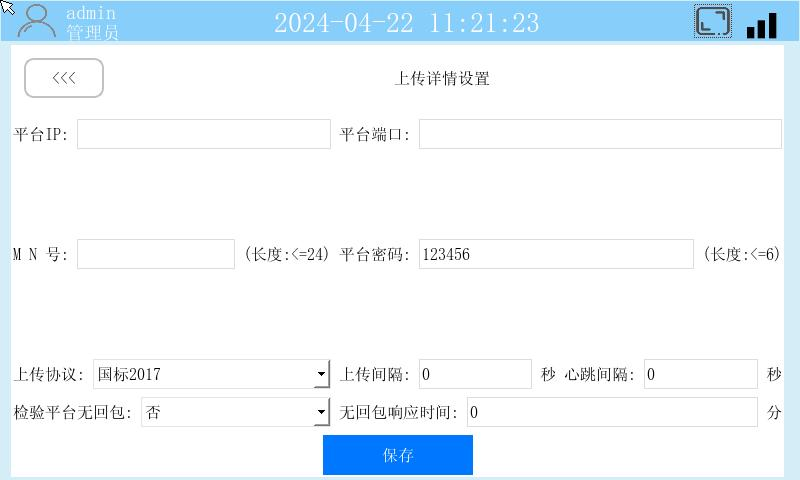 admin
管理员
2024-04-22 11:21:23
<<<
上传详情设置
平台IP: 平台端口:
M N 号: (长度:<=24) 平台密码: 123456 (长度:<=6)
上传协议: 国标2017 上传间隔: 0 秒 心跳间隔: 0 秒
检验平台无回包: 否 无回包响应时间: 0 分
保存